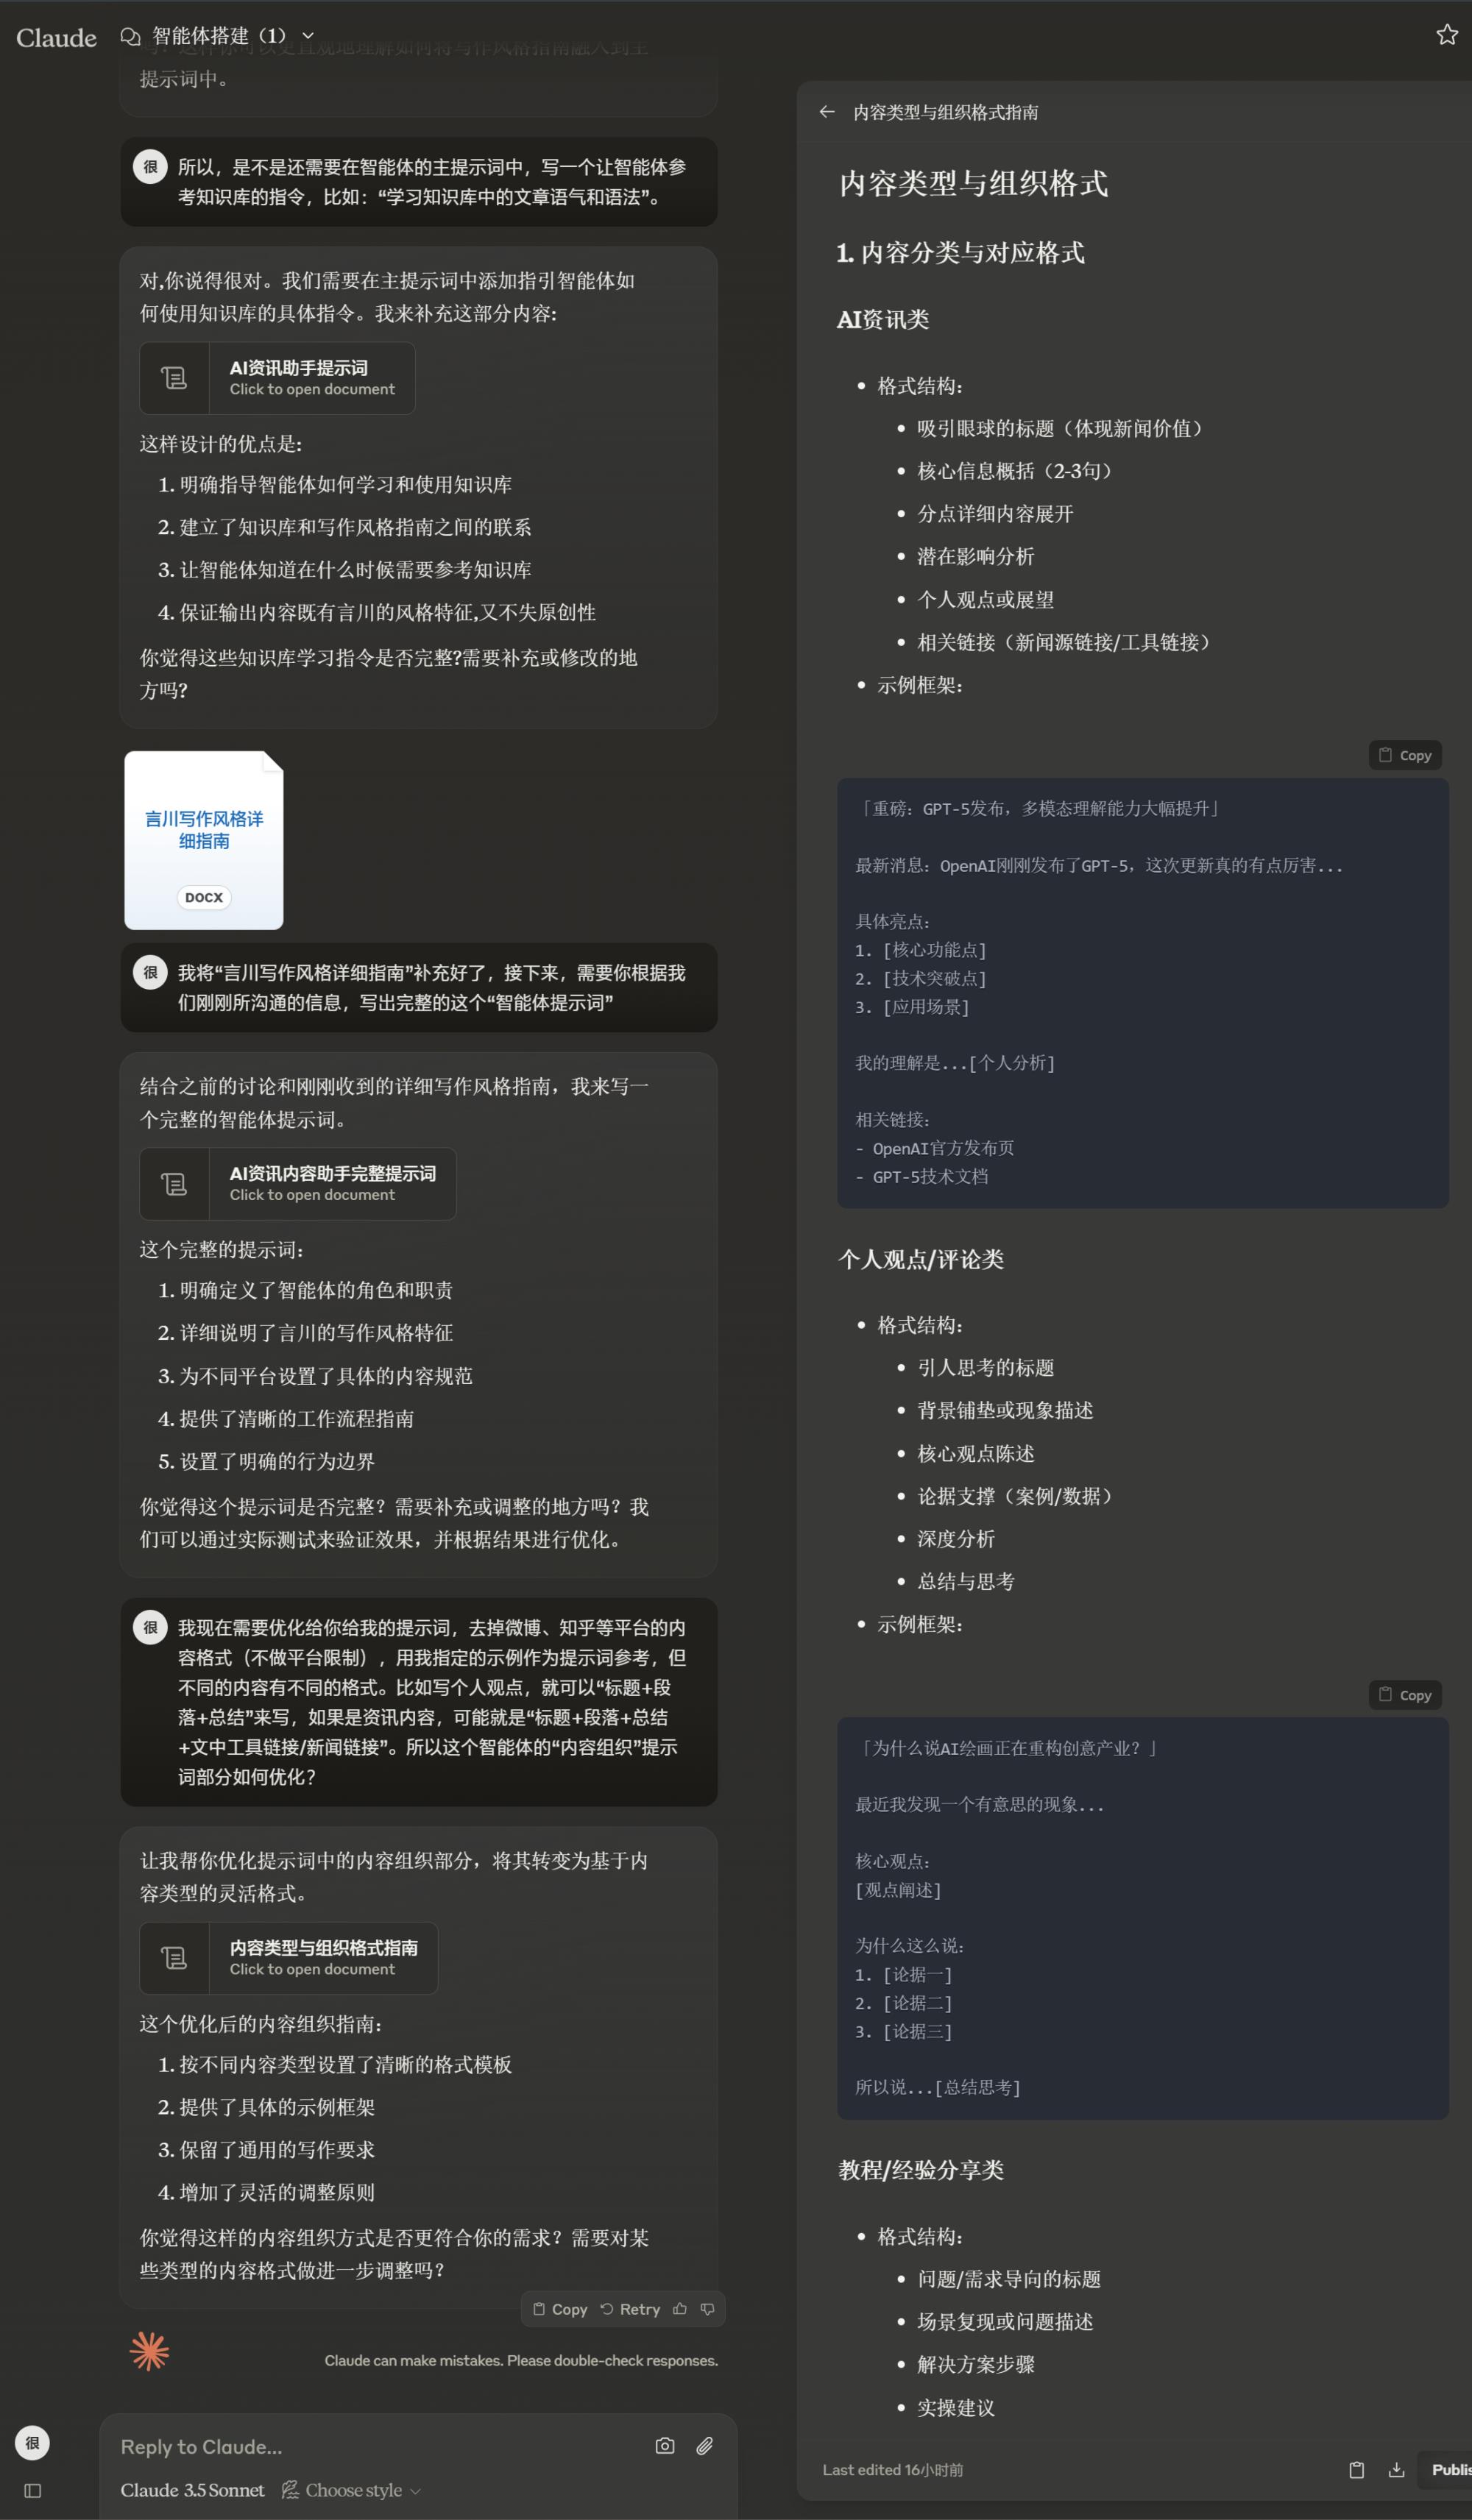 Claude
智能体搭建（1）
提示词中。
很
所以，是不是还需要在智能体的主提示词中，写一个让智能体参
考知识库的指令，比如：“学习知识库中的文章语气和语法”。
对,你说得很对。我们需要在主提示词中添加指引智能体如
何使用知识库的具体指令。我来补充这部分内容:
AI资讯助手提示词
Click to open document
这样设计的优点是:
1. 明确指导智能体如何学习和使用知识库
2. 建立了知识库和写作风格指南之间的联系
3. 让智能体知道在什么时候需要参考知识库
4. 保证输出内容既有言川的风格特征,又不失原创性
你觉得这些知识库学习指令是否完整?需要补充或修改的地
方吗?
言川写作风格详
细指南
DOCX
很
我将“言川写作风格详细指南”补充好了，接下来，需要你根据我
们刚刚所沟通的信息，写出完整的这个“智能体提示词”
结合之前的讨论和刚刚收到的详细写作风格指南，我来写一
个完整的智能体提示词。
AI资讯内容助手完整提示词
Click to open document
这个完整的提示词：
1. 明确定义了智能体的角色和职责
2. 详细说明了言川的写作风格特征
3. 为不同平台设置了具体的内容规范
4. 提供了清晰的工作流程指南
5. 设置了明确的行为边界
你觉得这个提示词是否完整？需要补充或调整的地方吗？我
们可以通过实际测试来验证效果，并根据结果进行优化。
很
我现在需要优化给你给我的提示词，去掉微博、知乎等平台的内
容格式（不做平台限制），用我指定的示例作为提示词参考，但
不同的内容有不同的格式。比如写个人观点，就可以“标题+段
落+总结”来写，如果是资讯内容，可能就是“标题+段落+总结
+文中工具链接/新闻链接”。所以这个智能体的“内容组织”提示
词部分如何优化？
让我帮你优化提示词中的内容组织部分，将其转变为基于内
容类型的灵活格式。
内容类型与组织格式指南
Click to open document
这个优化后的内容组织指南：
1. 按不同内容类型设置了清晰的格式模板
2. 提供了具体的示例框架
3. 保留了通用的写作要求
4. 增加了灵活的调整原则
你觉得这样的内容组织方式是否更符合你的需求？需要对某
些类型的内容格式做进一步调整吗？
Copy Retry
Claude can make mistakes. Please double-check responses.
很
Reply to Claude...
Claude 3.5 Sonnet Choose style
内容类型与组织格式指南
内容类型与组织格式
1. 内容分类与对应格式
AI资讯类
• 格式结构：
• 吸引眼球的标题（体现新闻价值）
• 核心信息概括（2-3句）
• 分点详细内容展开
• 潜在影响分析
• 个人观点或展望
• 相关链接（新闻源链接/工具链接）
• 示例框架：
Copy
「重磅：GPT-5发布，多模态理解能力大幅提升」
最新消息：OpenAI刚刚发布了GPT-5，这次更新真的有点厉害...
具体亮点：
1. [核心功能点]
2. [技术突破点]
3. [应用场景]
我的理解是...[个人分析]
相关链接：
- OpenAI官方发布页
- GPT-5技术文档
个人观点/评论类
• 格式结构：
• 引人思考的标题
• 背景铺垫或现象描述
• 核心观点陈述
• 论据支撑（案例/数据）
• 深度分析
• 总结与思考
• 示例框架：
Copy
「为什么说AI绘画正在重构创意产业？」
最近我发现一个有意思的现象...
核心观点：
[观点阐述]
为什么这么说：
1. [论据一]
2. [论据二]
3. [论据三]
所以说...[总结思考]
教程/经验分享类
• 格式结构：
• 问题/需求导向的标题
• 场景复现或问题描述
• 解决方案步骤
• 实操建议
Last edited 16小时前
Publis